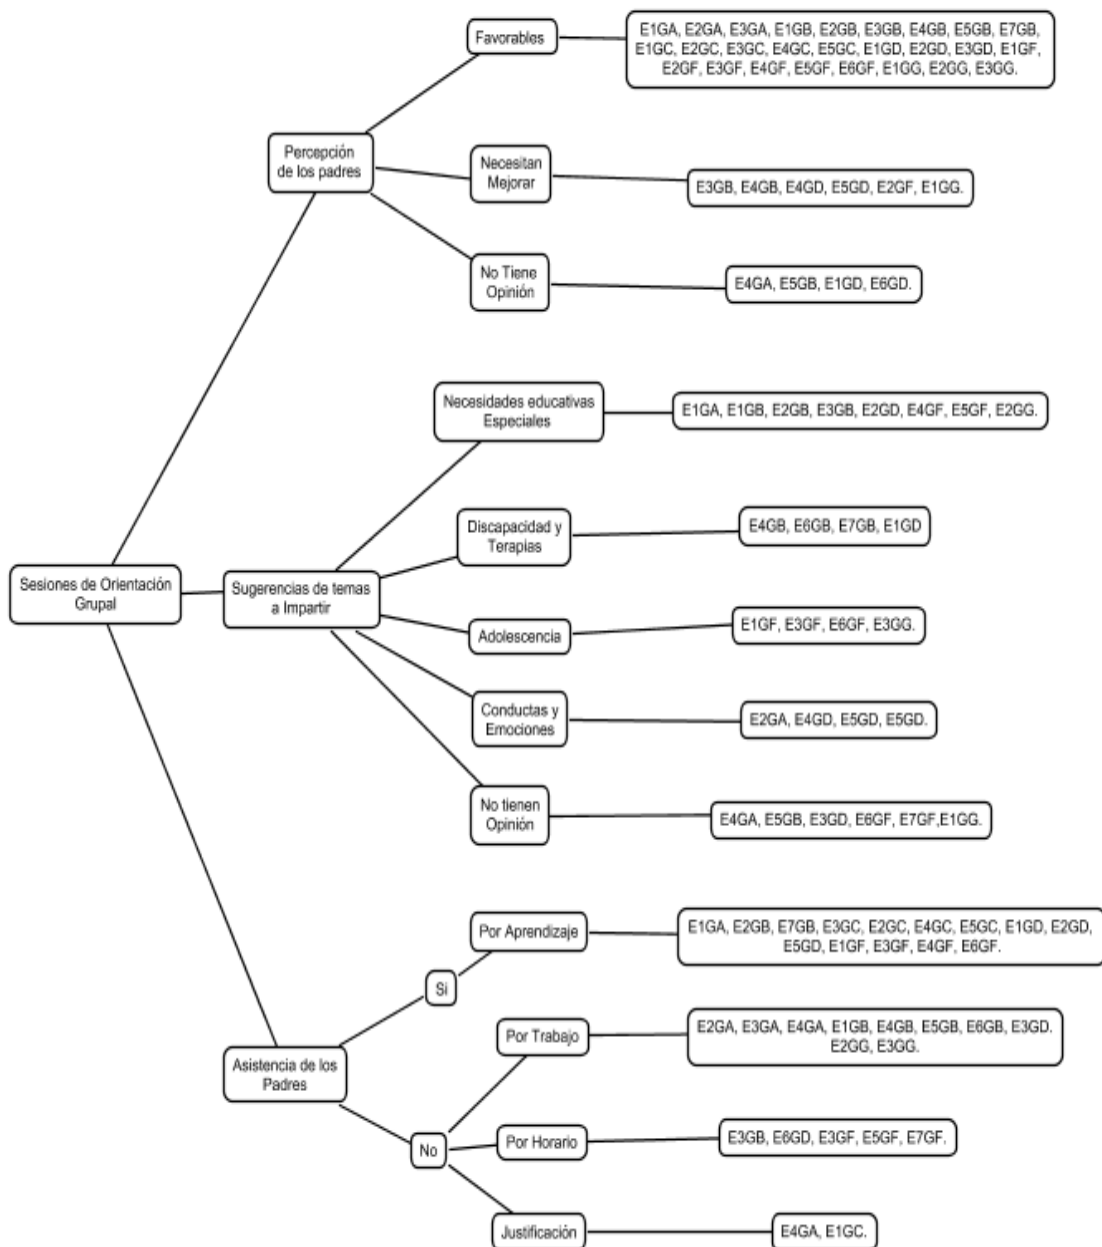 Favorables
E1GA, E2GA, E3GA, E1GB, E2GB, E3GB, E4GB, E5GB, E7GB,
E1GC, E2GC, E3GC, E4GC, E5GC, E1GD, E2GD, E3GD, E1GF,
E2GF, E3GF, E4GF, E5GF, E6GF, E1GG, E2GG, E3GG.
Percepción
de los padres
Necesitan
Mejorar
E3GB, E4GB, E4GD, E5GD, E2GF, E1GG.
No Tiene
Opinión
E4GA, E5GB, E1GD, E6GD.
Necesidades educativas
Especiales
E1GA, E1GB, E2GB, E3GB, E2GD, E4GF, E5GF, E2GG.
Discapacidad y
Terapias
E4GB, E6GB, E7GB, E1GD
Sesiones de Orientación
Grupal
Sugerencias de temas
a Impartir
Adolescencia
E1GF, E3GF, E6GF, E3GG.
Conductas y
Emociones
E2GA, E4GD, E5GD, E5GD.
No tienen
Opinión
E4GA, E5GB, E3GD, E6GF, E7GF,E1GG.
Por Aprendizaje
E1GA, E2GB, E7GB, E3GC, E2GC, E4GC, E5GC, E1GD, E2GD,
E5GD, E1GF, E3GF, E4GF, E6GF.
Si
Asistencia de los
Padres
Por Trabajo
E2GA, E3GA, E4GA, E1GB, E4GB, E5GB, E6GB, E3GD.
E2GG, E3GG.
No
Por Horario
E3GB, E6GD, E3GF, E5GF, E7GF.
Justificación
E4GA, E1GC.